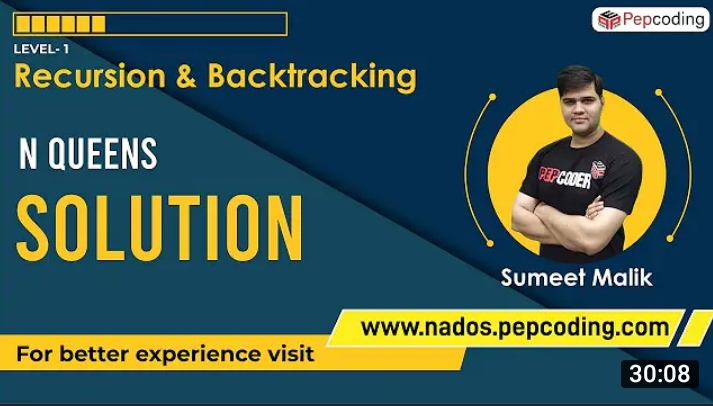 Pepcoding
LEVEL- 1
Recursion & Backtracking
N QUEENS
SOLUTION
PEPCODER
Sumeet Malik
www.nados.pepcoding.com
For better experience visit
30:08